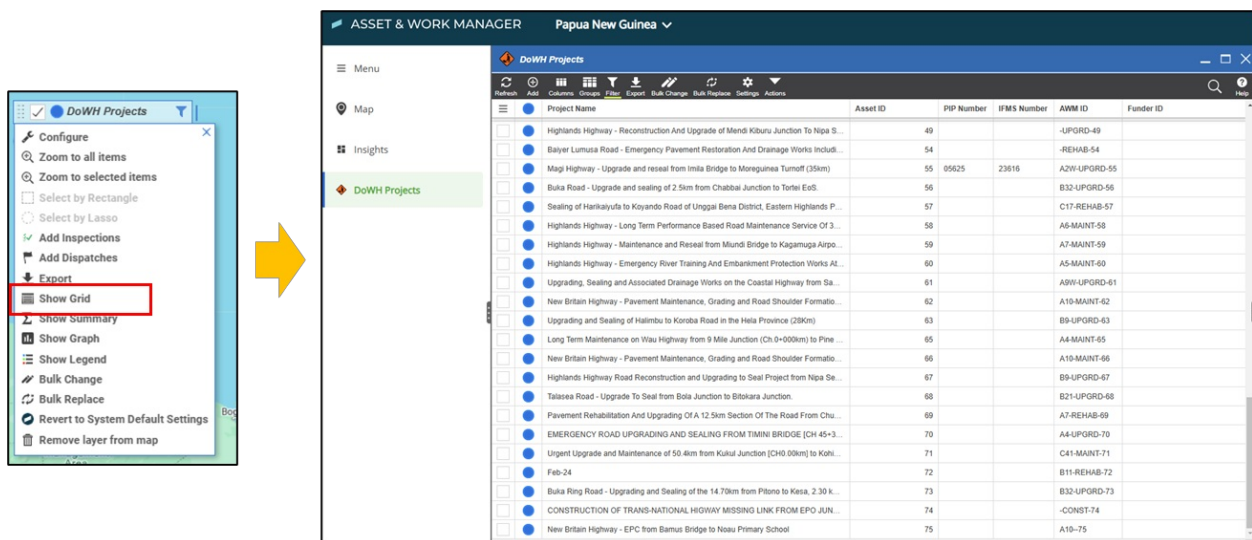 DoWH Projects
Configure
Zoom to all items
Zoom to selected items
Select by Rectangle
Select by Lasso
Add Inspections
Add Dispatches
Export
Show Grid
Show Summary
Show Graph
Show Legend
Bulk Change
Bulk Replace
Revert to System Default Settings
Remove layer from map
Bog
ASSET & WORK MANAGER Papua New Guinea
Menu
Map
Insights
DoWH Projects
DoWH Projects
Refresh Add Columns Groups Filter Export Bulk Change Bulk Replace Settings Actions Help
Project Name Asset ID PIP Number IFMS Number AWM ID Funder ID
Highlands Highway - Reconstruction And Upgrade of Mendi Kiburu Junction To Nipa S... 49 -UPGRD-49
Baiyer Lumusa Road - Emergency Pavement Restoration And Drainage Works Includi... 54 -REHAB-54
Magi Highway - Upgrade and reseal from Imila Bridge to Moreguinea Turnoff (35km) 55 05625 23616 A2W-UPGRD-55
Buka Road - Upgrade and sealing of 2.5km from Chabbai Junction to Tortei EoS. 56 B32-UPGRD-56
Sealing of Harikaiyufa to Koyando Road of Unggai Bena District, Eastern Highlands P... 57 C17-REHAB-57
Highlands Highway - Long Term Performance Based Road Maintenance Service Of 3... 58 A6-MAINT-58
Highlands Highway - Maintenance and Reseal from Miundi Bridge to Kagamuga Airpo... 59 A7-MAINT-59
Highlands Highway - Emergency River Training And Embankment Protection Works At... 60 A5-MAINT-60
Upgrading, Sealing and Associated Drainage Works on the Coastal Highway from Sa... 61 A9W-UPGRD-61
New Britain Highway - Pavement Maintenance, Grading and Road Shoulder Formatio... 62 A10-MAINT-62
Upgrading and Sealing of Halimbu to Koroba Road in the Hela Province (28Km) 63 B9-UPGRD-63
Long Term Maintenance on Wau Highway from 9 Mile Junction (Ch.0+000km) to Pine ... 65 A4-MAINT-65
New Britain Highway - Pavement Maintenance, Grading and Road Shoulder Formatio... 66 A10-MAINT-66
Highlands Highway Road Reconstruction and Upgrading to Seal Project from Nipa Se... 67 B9-UPGRD-67
Talasea Road - Upgrade To Seal from Bola Junction to Bitokara Junction. 68 B21-UPGRD-68
Pavement Rehabilitation And Upgrading Of A 12.5km Section Of The Road From Chu... 69 A7-REHAB-69
EMERGENCY ROAD UPGRADING AND SEALING FROM TIMINI BRIDGE [CH 45+3... 70 A4-UPGRD-70
Urgent Upgrade and Maintenance of 50.4km from Kukul Junction [CH0.00km] to Kohi... 71 C41-MAINT-71
Feb-24 72 B11-REHAB-72
Buka Ring Road - Upgrading and Sealing of the 14.70km from Pitono to Kesa, 2.30 k... 73 B32-UPGRD-73
CONSTRUCTION OF TRANS-NATIONAL HIGWAY MISSING LINK FROM EPO JUN... 74 -CONST-74
New Britain Highway - EPC from Bamus Bridge to Noau Primary School 75 A10--75